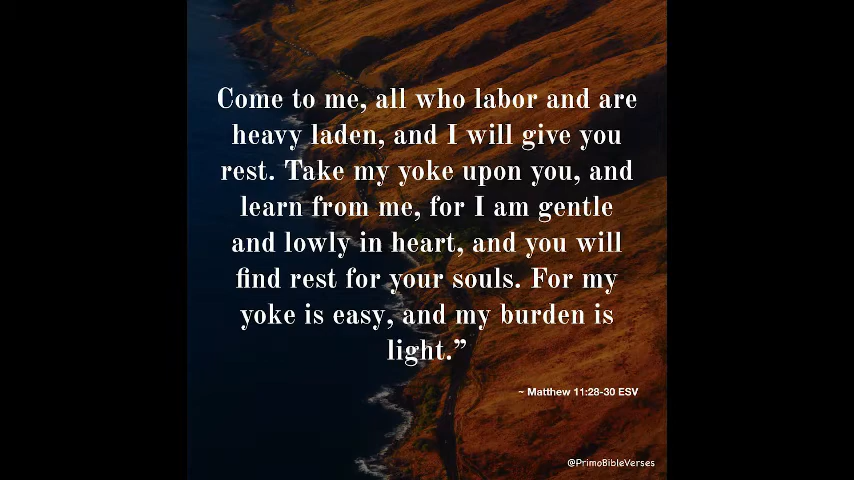 Come to me, all who labor and are
heavy laden, and I will give you
rest. Take my yoke upon you, and
learn from me, for I am gentle
and lowly in heart, and you will
find rest for your souls. For my
yoke is easy, and my burden is
light.”
~ Matthew 11:28-30 ESV
@PrimoBibleVerses